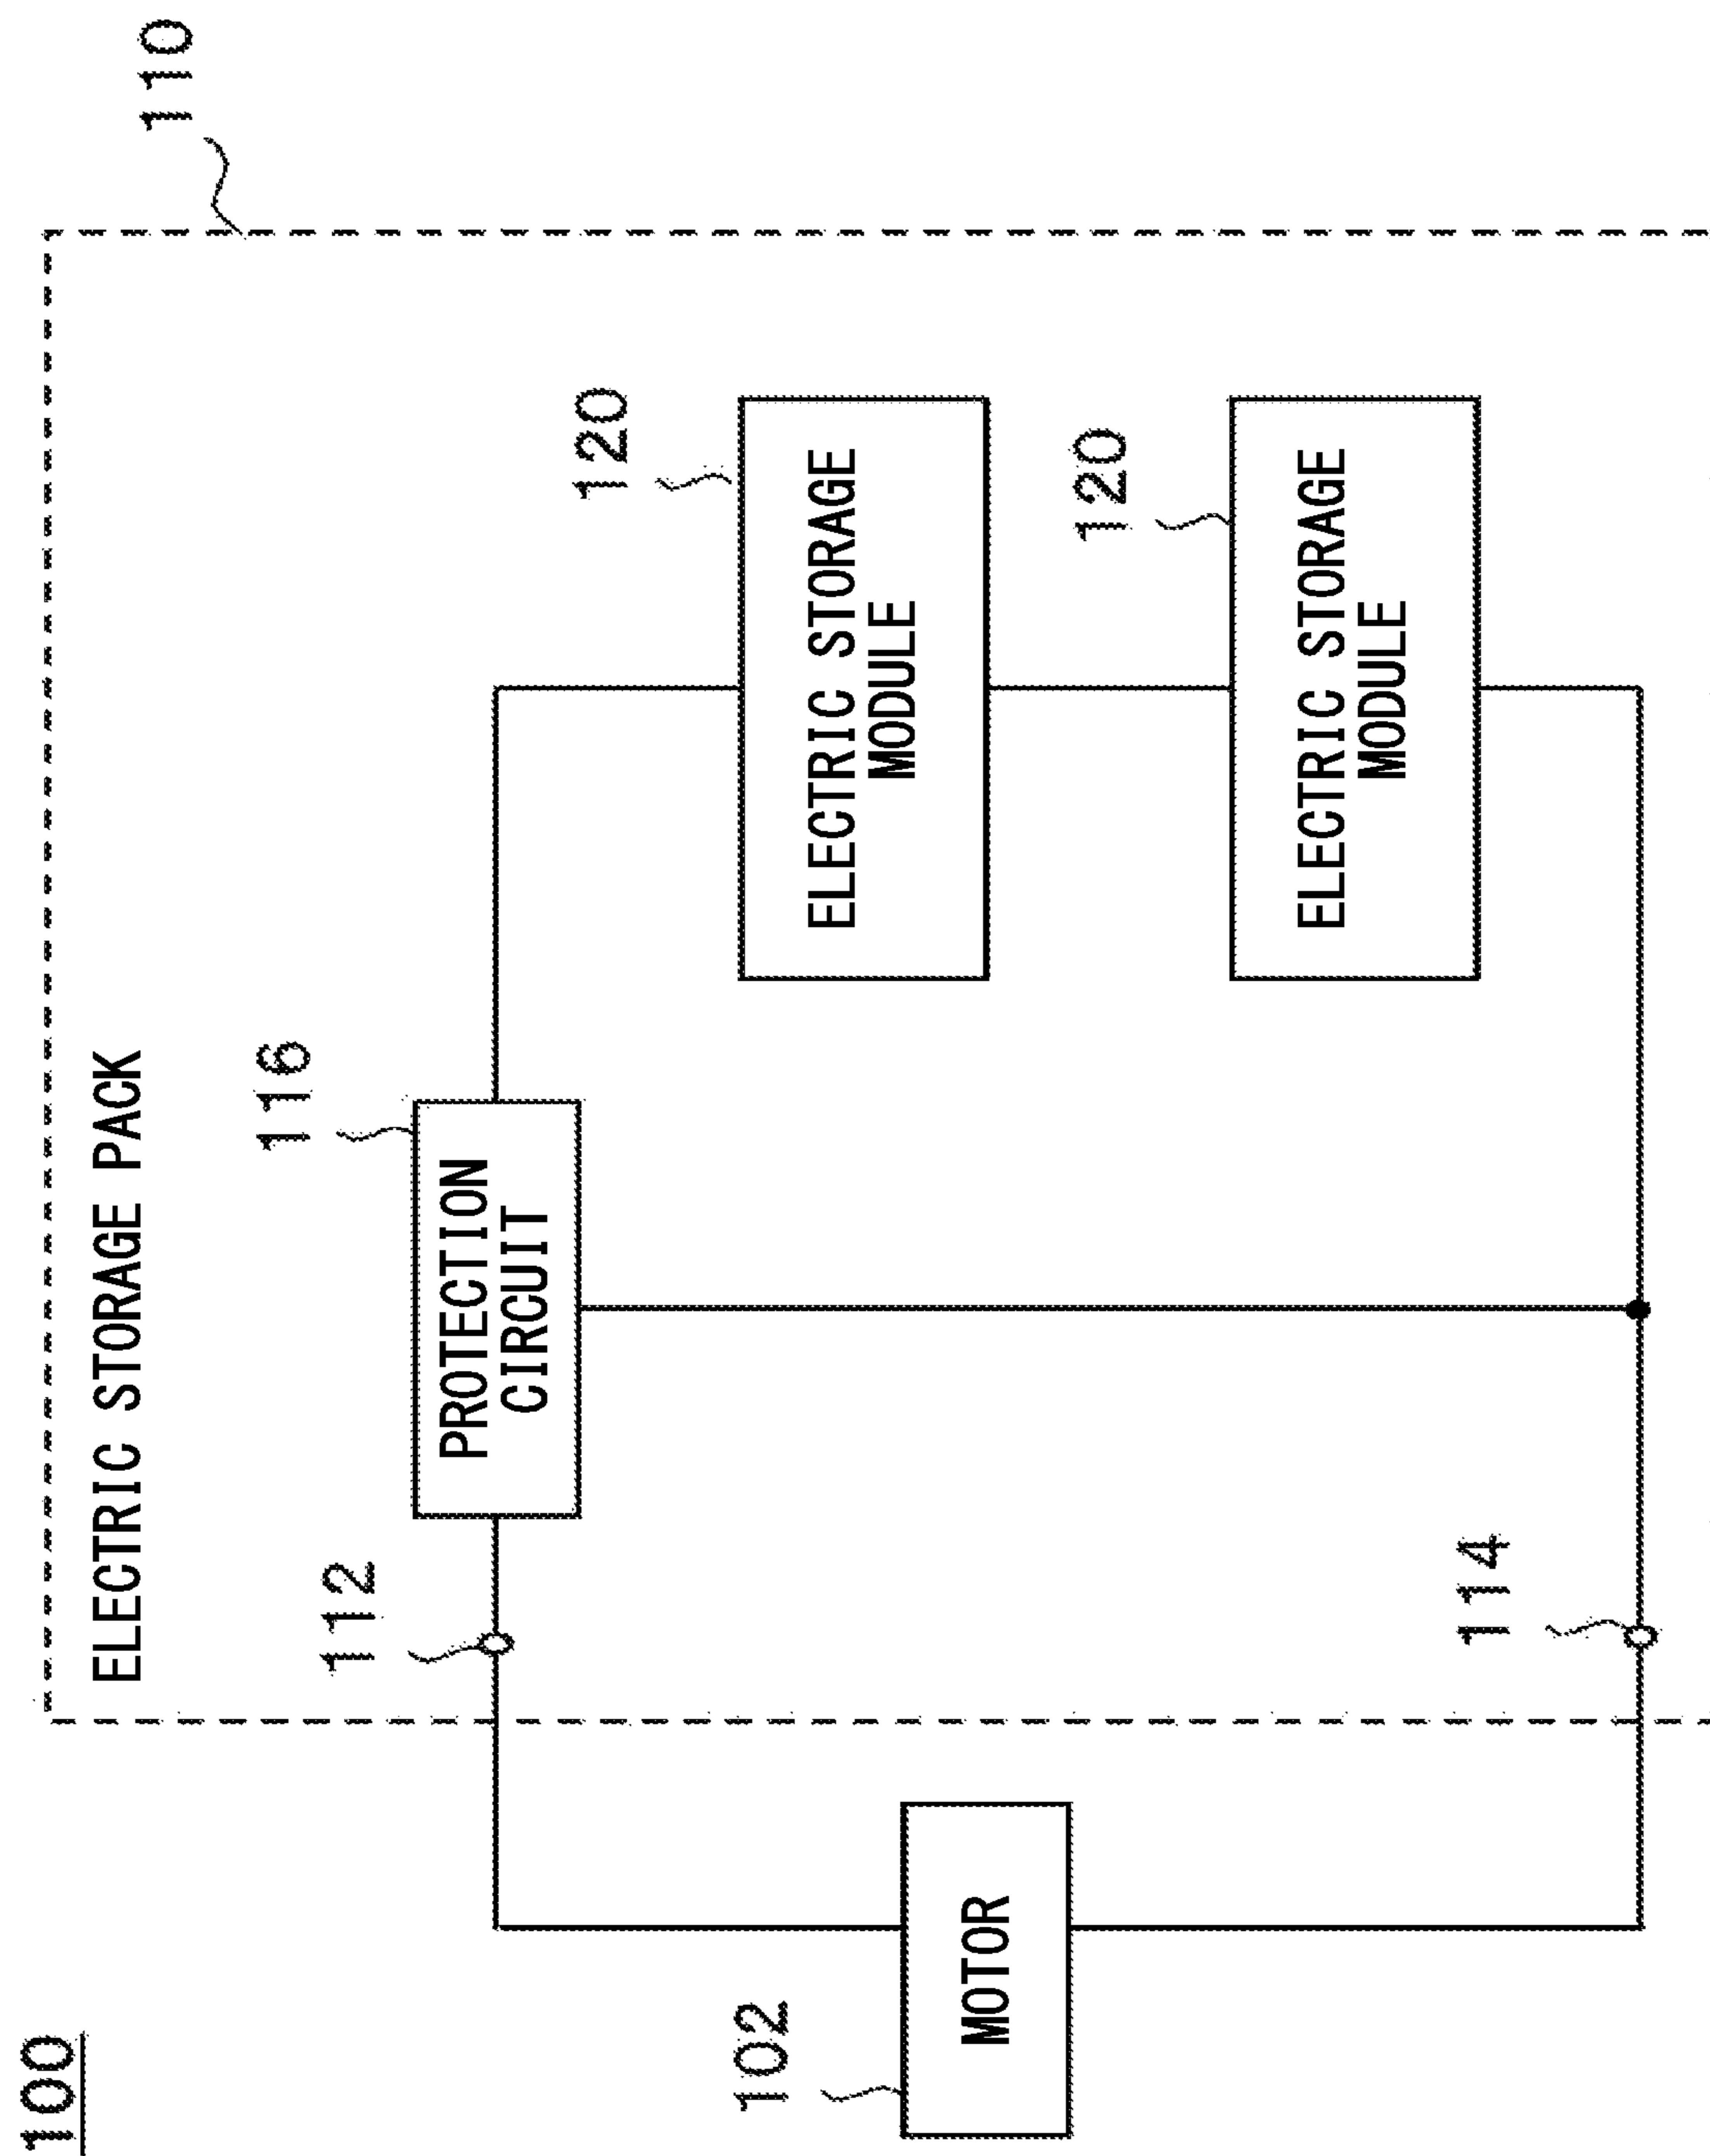 100
110
ELECTRIC STORAGE PACK
116
112
PROTECTION
CIRCUIT
120
102
MOTOR
ELECTRIC STORAGE
MODULE
120
ELECTRIC STORAGE
MODULE
114